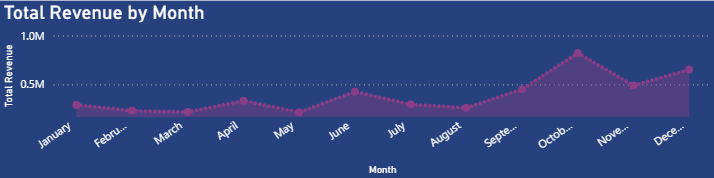 Total Revenue by Month
Total Revenue
1.0M
0.5M
January
Febru...
March
April
May
June
July
August
Septe...
Octob...
Nove...
Dece...
Month